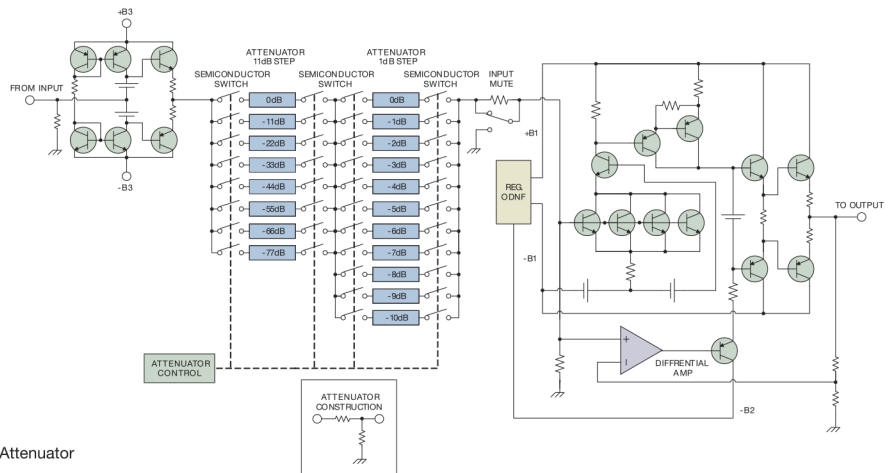 +B3
FROM INPUT
-B3
ATTENUATOR
11dB STEP
ATTENUATOR
1dB STEP
SEMICONDUCTOR
SWITCH
SEMICONDUCTOR
SWITCH
SEMICONDUCTOR
SWITCH
INPUT
MUTE
0dB
-11dB
-22dB
-33dB
-44dB
-55dB
-66dB
-77dB
0dB
-1dB
-2dB
-3dB
-4dB
-5dB
-6dB
-7dB
-8dB
-9dB
-10dB
+B1
REG.
ODNF
-B1
TO OUTPUT
+
-
DIFFRENTIAL
AMP
-B2
ATTENUATOR
CONTROL
ATTENUATOR
CONSTRUCTION
Attenuator